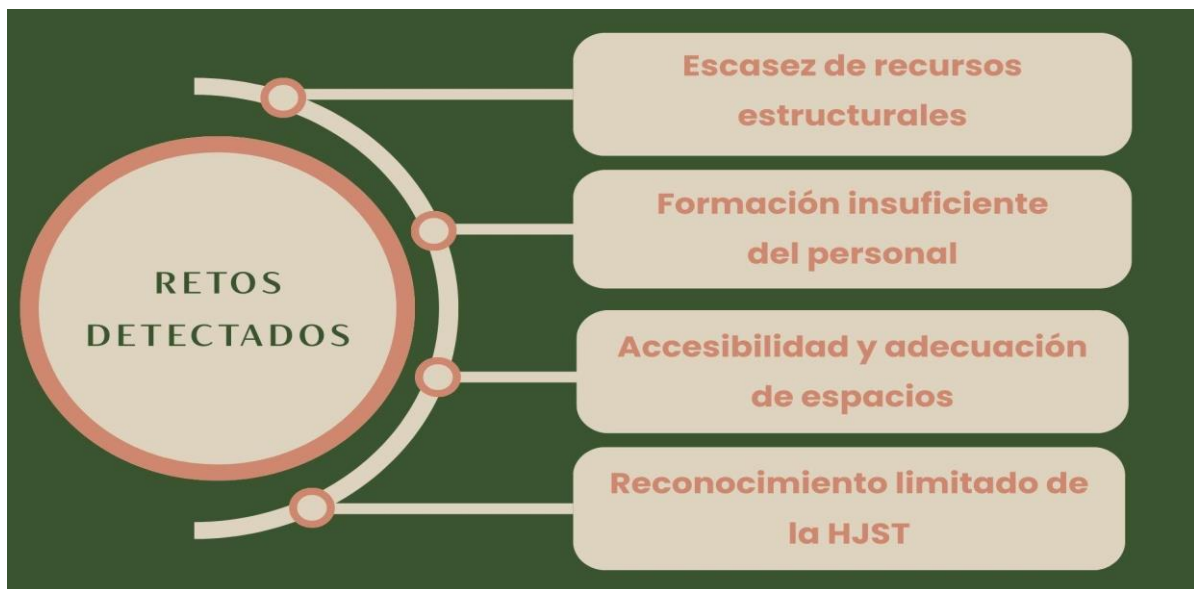 RETOS
DETECTADOS
Escasez de recursos
estructurales
Formación insuficiente
del personal
Accesibilidad y adecuación
de espacios
Reconocimiento limitado de
la HJST